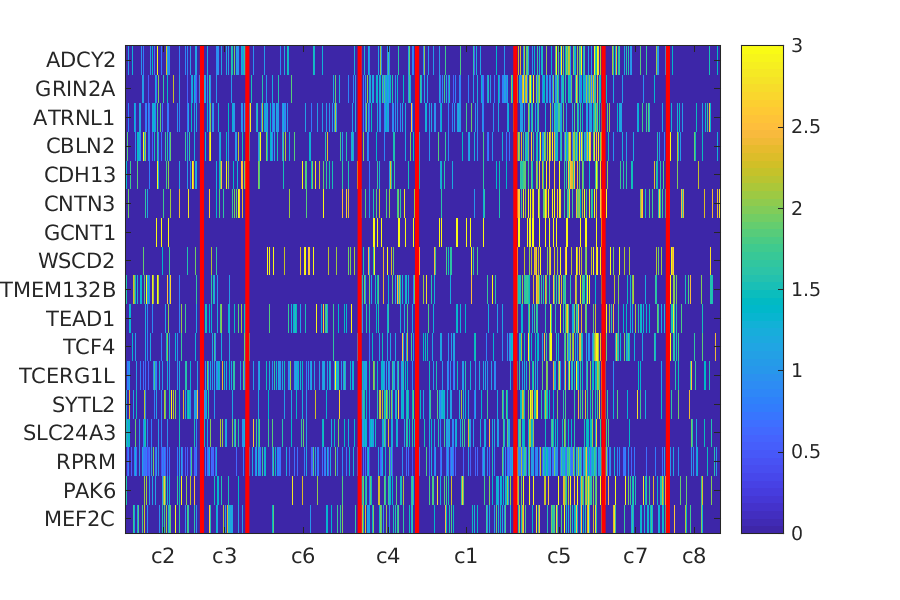 ADCY2
GRIN2A
ATRNL1
CBLN2
CDH13
CNTN3
GCNT1
WSCD2
TMEM132B
TEAD1
TCF4
TCERG1L
SYTL2
SLC24A3
RPRM
PAK6
MEF2C
c2 c3 c6 c4 c1 c5 c7 c8
3
2.5
2
1.5
1
0.5
0